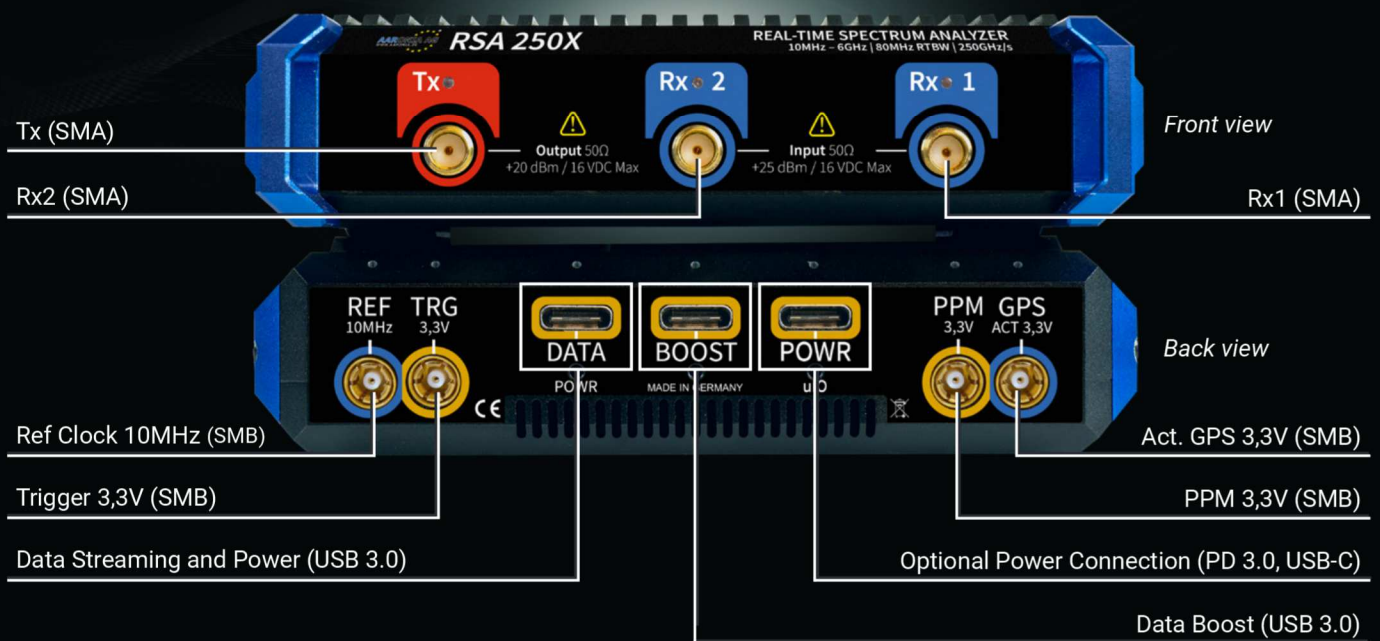 RSA 250X
REAL-TIME SPECTRUM ANALYZER
10MHz – 6GHz | 80MHz RTBW | 250GHz/s
Tx
Rx 2
Rx 1
Output 50Ω
+20 dBm / 16 VDC Max
Input 50Ω
+25 dBm / 16 VDC Max
Tx (SMA)
Front view
Rx2 (SMA)
Rx1 (SMA)
REF
10MHz
TRG
3,3V
DATA
BOOST
POWR
PPM
3,3V
GPS
ACT 3,3V
Back view
MADE IN GERMANY
CE
Ref Clock 10MHz (SMB)
Act. GPS 3,3V (SMB)
Trigger 3,3V (SMB)
PPM 3,3V (SMB)
Data Streaming and Power (USB 3.0)
Optional Power Connection (PD 3.0, USB-C)
Data Boost (USB 3.0)